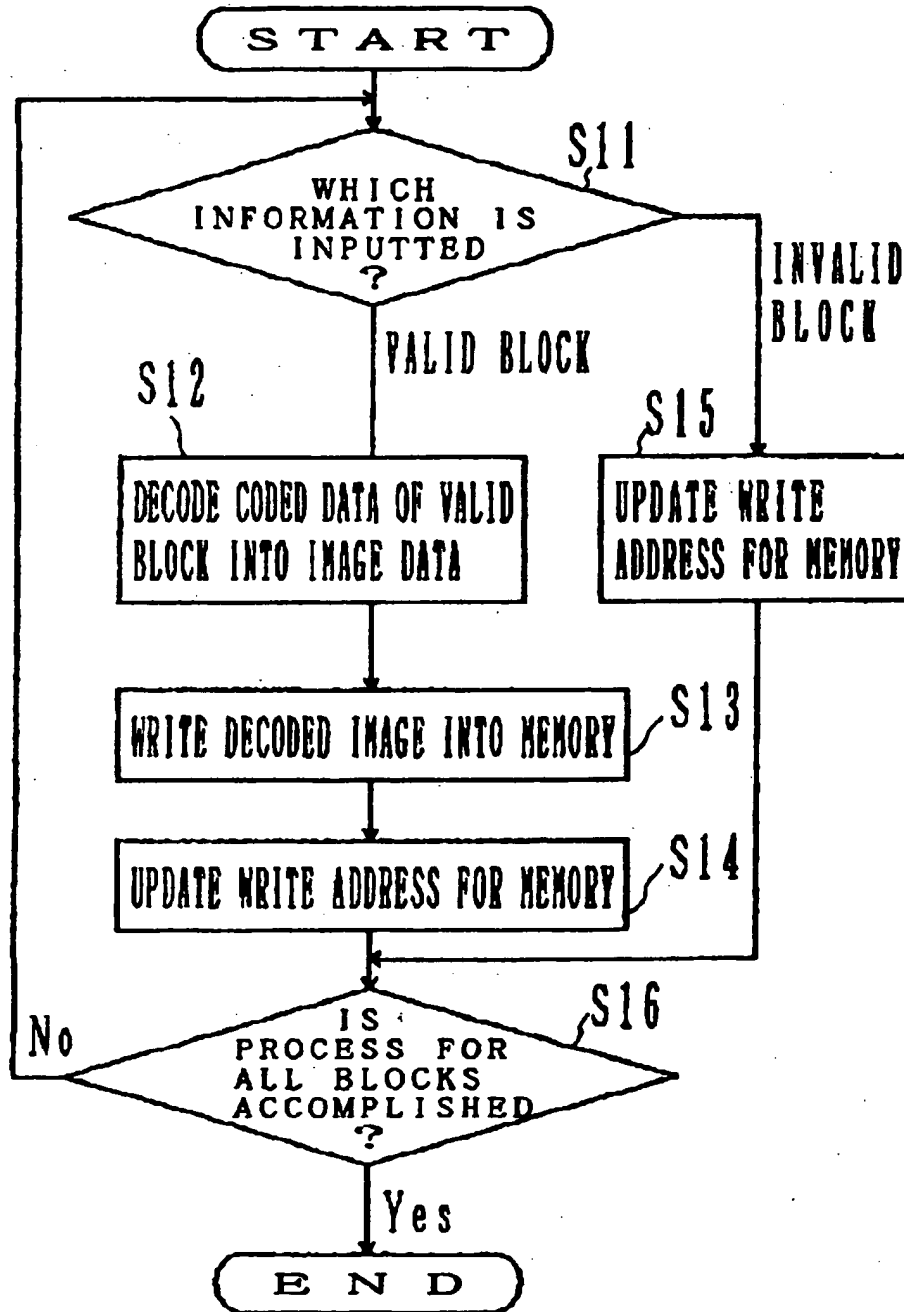 START
S11
WHICH
INFORMATION IS
INPUTTED
?
INVALID
BLOCK
VALID BLOCK
S12
S15
DECODE CODED DATA OF VALID
BLOCK INTO IMAGE DATA
UPDATE WRITE
ADDRESS FOR MEMORY
WRITE DECODED IMAGE INTO MEMORY
S13
UPDATE WRITE ADDRESS FOR MEMORY
S14
S16
IS
PROCESS FOR
ALL BLOCKS
ACCOMPLISHED
?
No
Yes
END